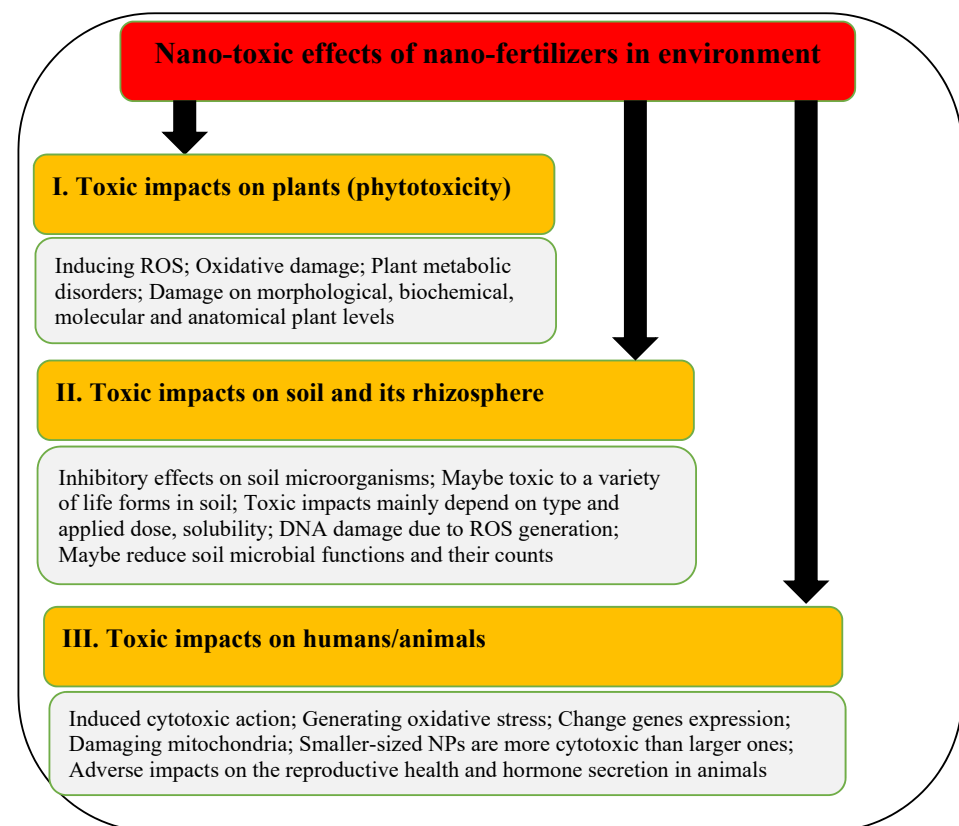 Nano-toxic effects of nano-fertilizers in environment
I. Toxic impacts on plants (phytotoxicity)
Inducing ROS; Oxidative damage; Plant metabolic
disorders; Damage on morphological, biochemical,
molecular and anatomical plant levels
II. Toxic impacts on soil and its rhizosphere
Inhibitory effects on soil microorganisms; Maybe toxic to a variety
of life forms in soil; Toxic impacts mainly depend on type and
applied dose, solubility; DNA damage due to ROS generation;
Maybe reduce soil microbial functions and their counts
III. Toxic impacts on humans/animals
Induced cytotoxic action; Generating oxidative stress; Change genes expression;
Damaging mitochondria; Smaller-sized NPs are more cytotoxic than larger ones;
Adverse impacts on the reproductive health and hormone secretion in animals